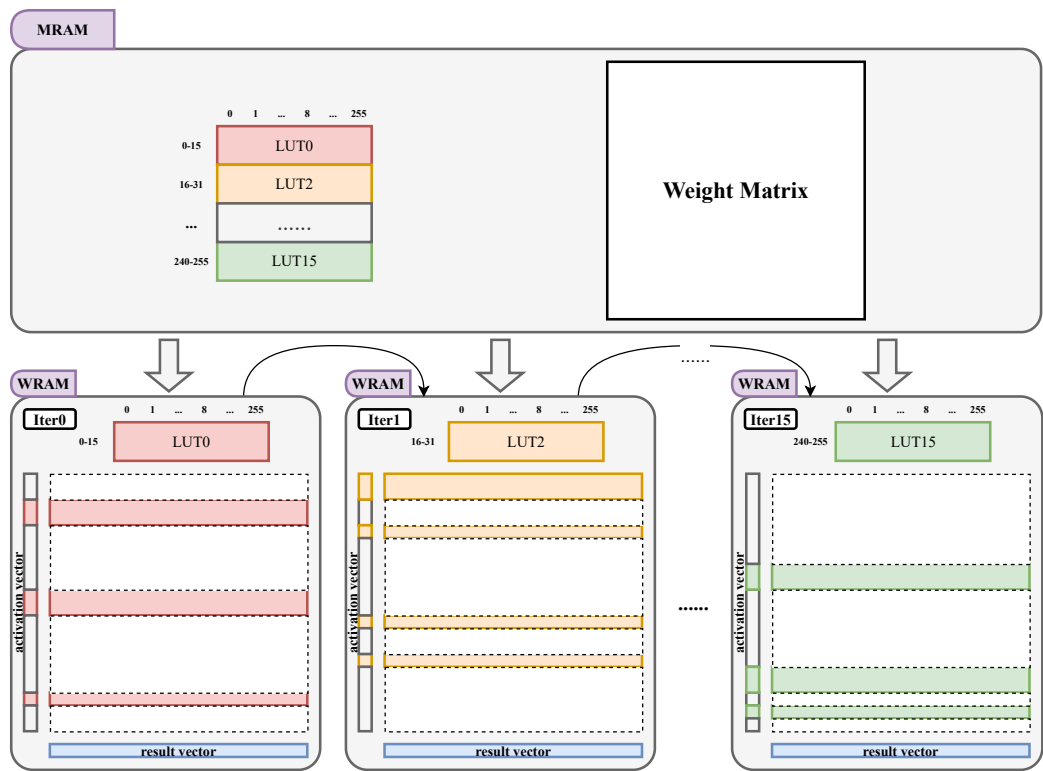 MRAM
0 1 ... 8 ... 255
0-15 LUT0
16-31 LUT2
... ......
240-255 LUT15
Weight Matrix
......
WRAM
Iter0
0 1 ... 8 ... 255
0-15 LUT0
activation vector
result vector
WRAM
Iter1
0 1 ... 8 ... 255
16-31 LUT2
activation vector
result vector
......
WRAM
Iter15
0 1 ... 8 ... 255
240-255 LUT15
activation vector
result vector